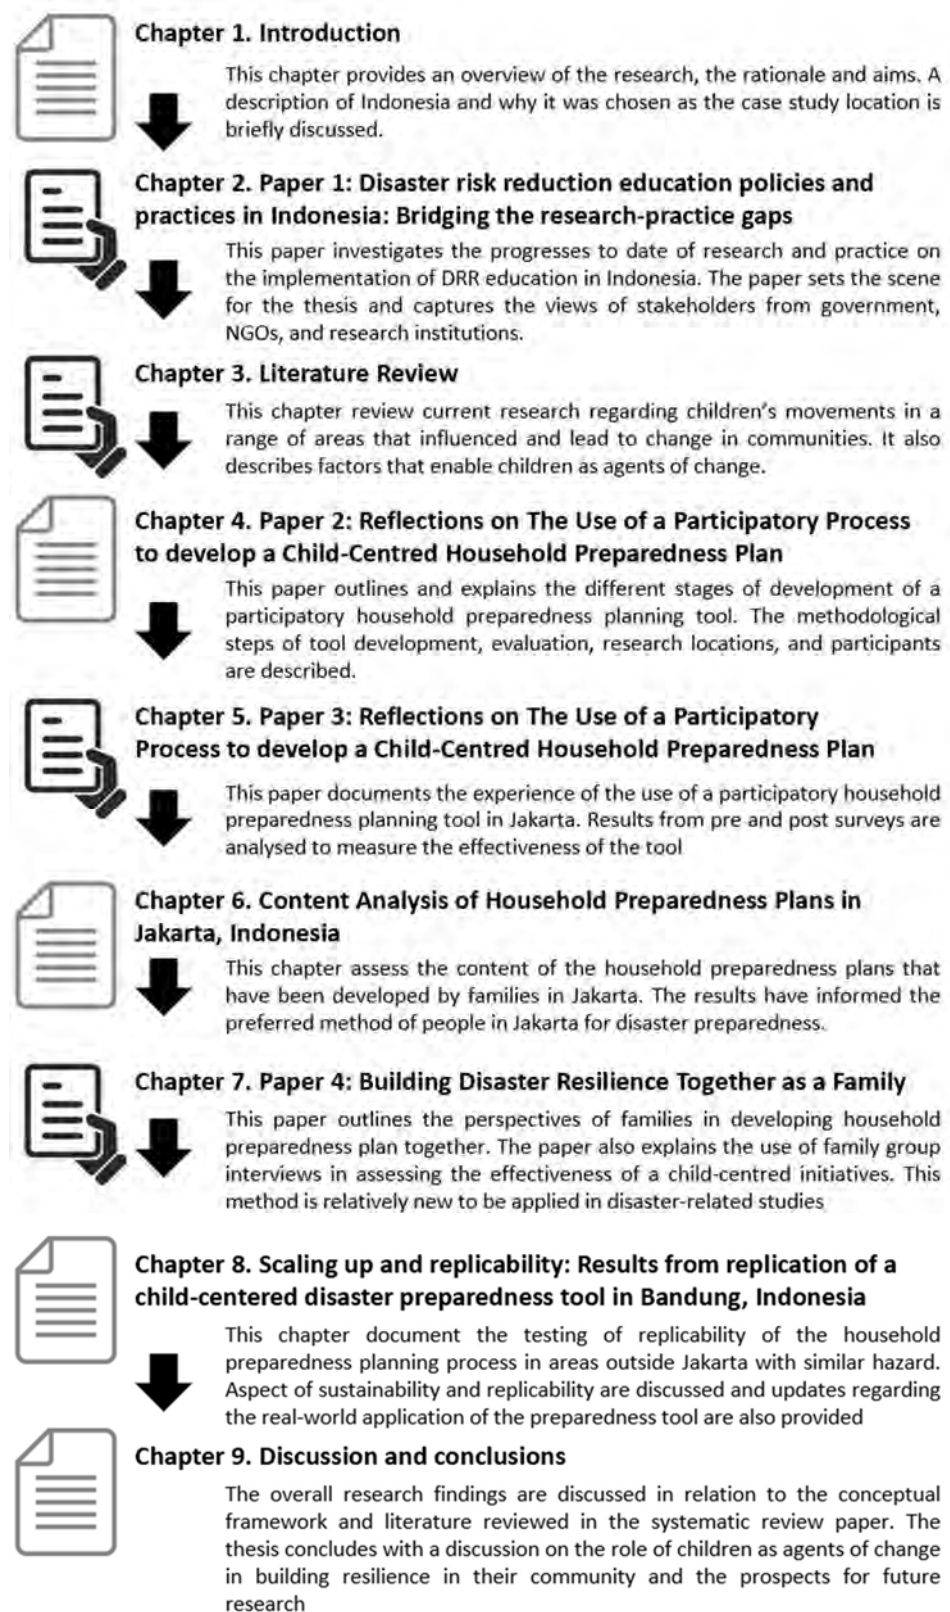 Chapter 1. Introduction
This chapter provides an overview of the research, the rationale and aims. A
description of Indonesia and why it was chosen as the case study location is
briefly discussed.
Chapter 2. Paper 1: Disaster risk reduction education policies and
practices in Indonesia: Bridging the research-practice gaps
This paper investigates the progresses to date of research and practice on
the implementation of DRR education in Indonesia. The paper sets the scene
for the thesis and captures the views of stakeholders from government,
NGOs, and research institutions.
Chapter 3. Literature Review
This chapter review current research regarding children's movements in a
range of areas that influenced and lead to change in communities. It also
describes factors that enable children as agents of change.
Chapter 4. Paper 2: Reflections on The Use of a Participatory Process
to develop a Child-Centred Household Preparedness Plan
This paper outlines and explains the different stages of development of a
participatory household preparedness planning tool. The methodological
steps of tool development, evaluation, research locations, and participants
are described.
Chapter 5. Paper 3: Reflections on The Use of a Participatory
Process to develop a Child-Centred Household Preparedness Plan
This paper documents the experience of the use of a participatory household
preparedness planning tool in Jakarta. Results from pre and post surveys are
analysed to measure the effectiveness of the tool
Chapter 6. Content Analysis of Household Preparedness Plans in
Jakarta, Indonesia
This chapter assess the content of the household preparedness plans that
have been developed by families in Jakarta. The results have informed the
preferred method of people in Jakarta for disaster preparedness.
Chapter 7. Paper 4: Building Disaster Resilience Together as a Family
This paper outlines the perspectives of families in developing household
preparedness plan together. The paper also explains the use of family group
interviews in assessing the effectiveness of a child-centred initiatives. This
method is relatively new to be applied in disaster-related studies
Chapter 8. Scaling up and replicability: Results from replication of a
child-centered disaster preparedness tool in Bandung, Indonesia
This chapter document the testing of replicability of the household
preparedness planning process in areas outside Jakarta with similar hazard.
Aspect of sustainability and replicability are discussed and updates regarding
the real-world application of the preparedness tool are also provided
Chapter 9. Discussion and conclusions
The overall research findings are discussed in relation to the conceptual
framework and literature reviewed in the systematic review paper. The
thesis concludes with a discussion on the role of children as agents of change
in building resilience in their community and the prospects for future
research